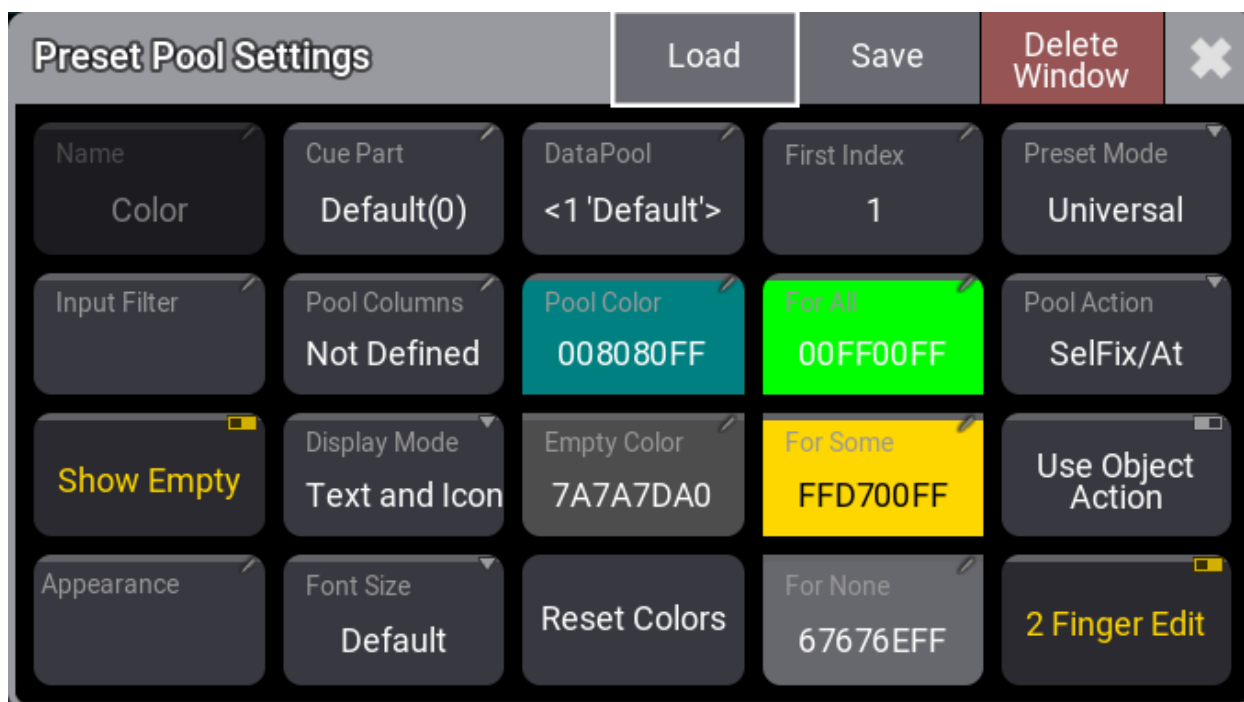 Preset Pool Settings
Load
Save
Delete
Window
Name
Color
Cue Part
Default(0)
DataPool
<1 'Default'>
First Index
1
Preset Mode
Universal
Input Filter
Pool Columns
Not Defined
Pool Color
008080FF
For All
00FF00FF
Pool Action
SelFix/At
Show Empty
Display Mode
Text and Icon
Empty Color
7A7A7DA0
For Some
FFD700FF
Use Object
Action
Appearance
Font Size
Default
Reset Colors
For None
67676EFF
2 Finger Edit